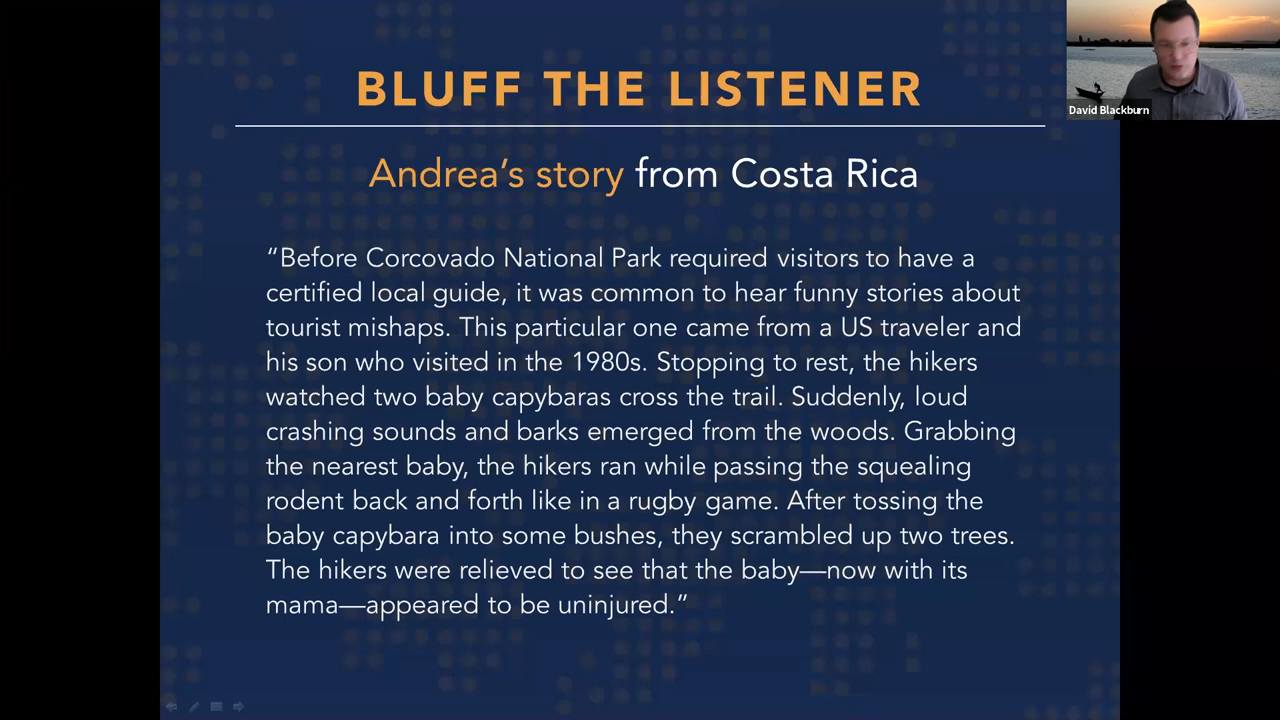 BLUFF THE LISTENER
David Blackburn
Andrea’s story from Costa Rica
“Before Corcovado National Park required visitors to have a
certified local guide, it was common to hear funny stories about
tourist mishaps. This particular one came from a US traveler and
his son who visited in the 1980s. Stopping to rest, the hikers
watched two baby capybaras cross the trail. Suddenly, loud
crashing sounds and barks emerged from the woods. Grabbing
the nearest baby, the hikers ran while passing the squealing
rodent back and forth like in a rugby game. After tossing the
baby capybara into some bushes, they scrambled up two trees.
The hikers were relieved to see that the baby—now with its
mama—appeared to be uninjured.”